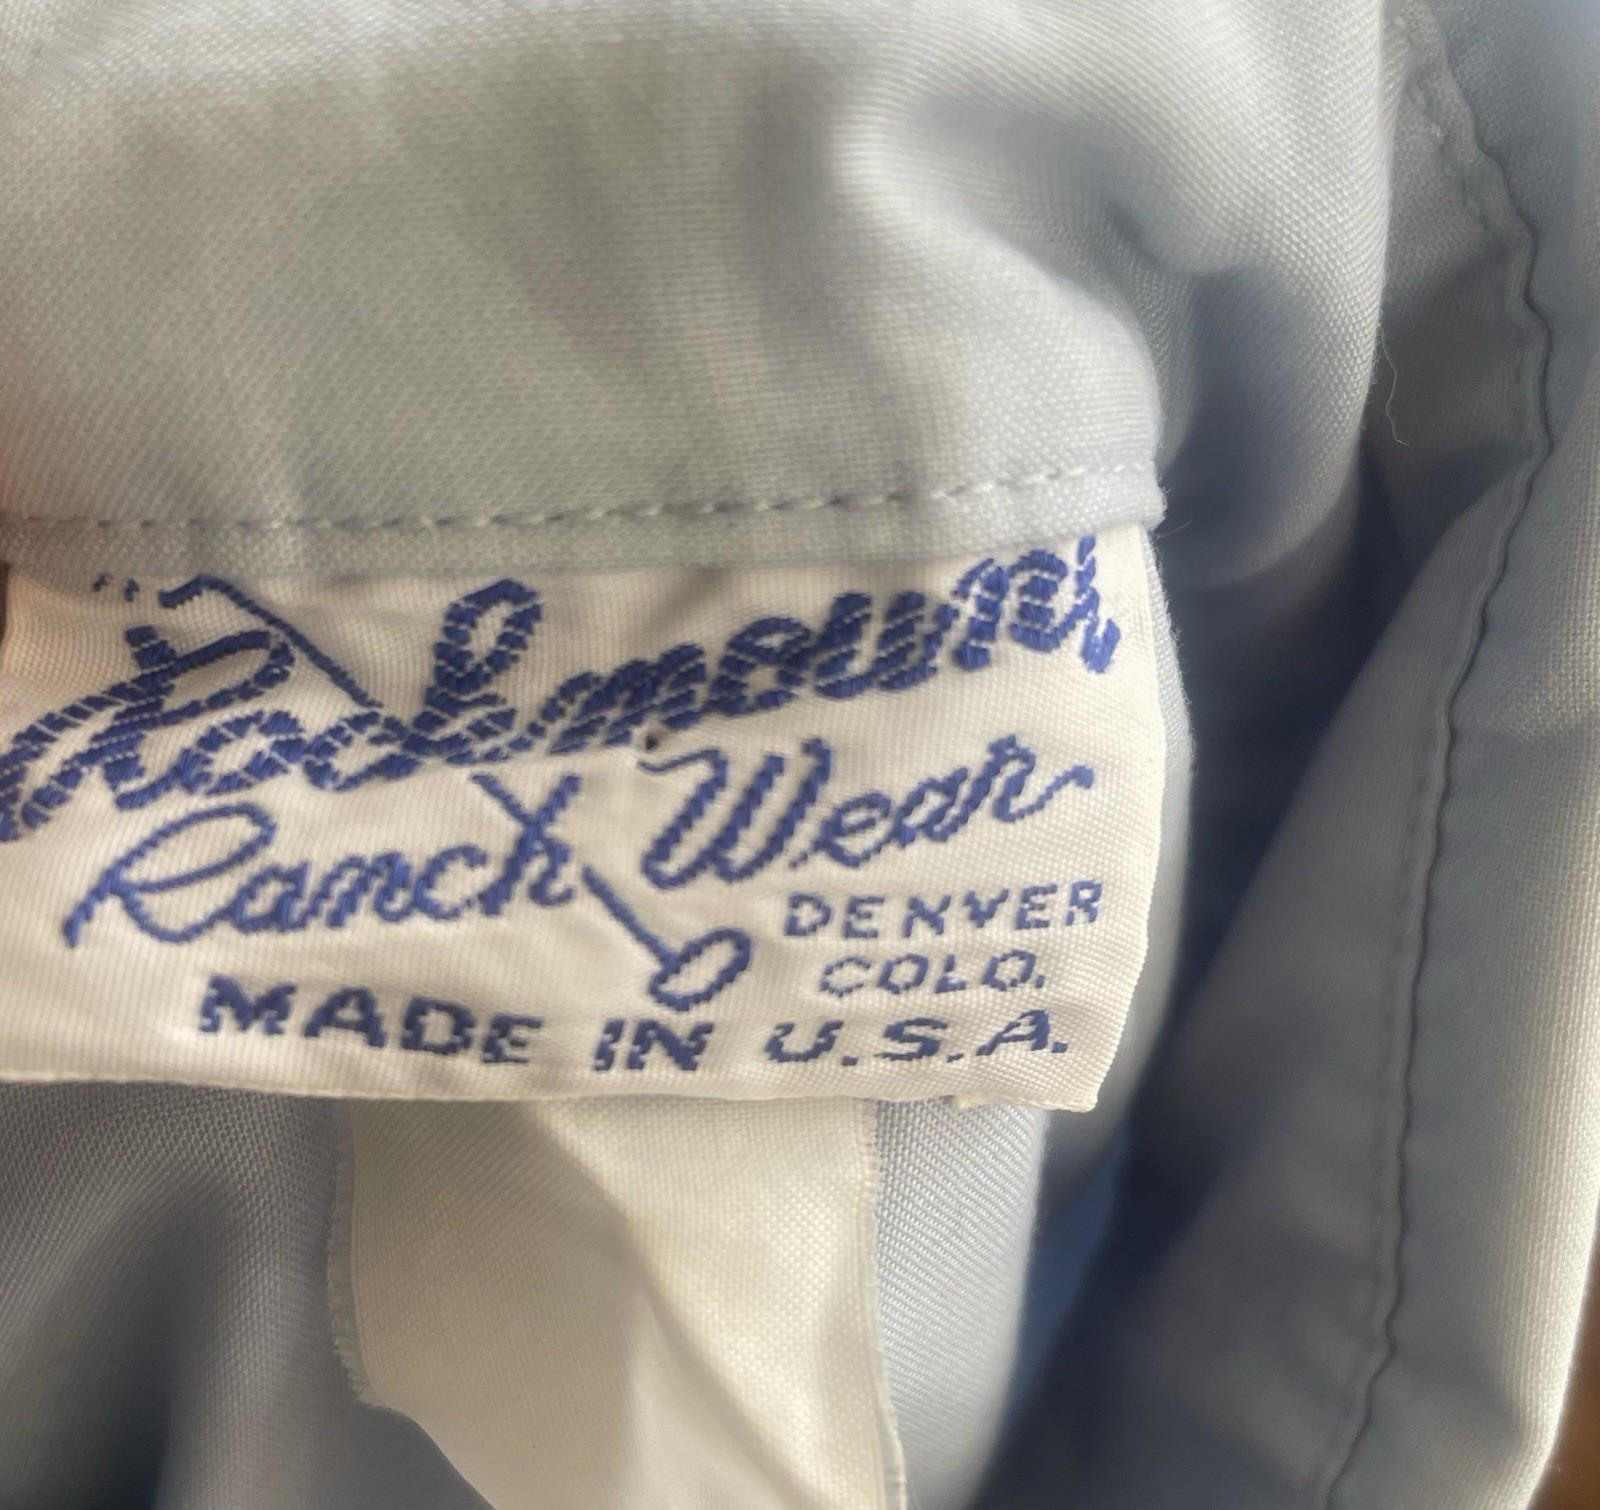 Rockmount
Ranch Wear
DENVER
COLO.
MADE IN U.S.A.